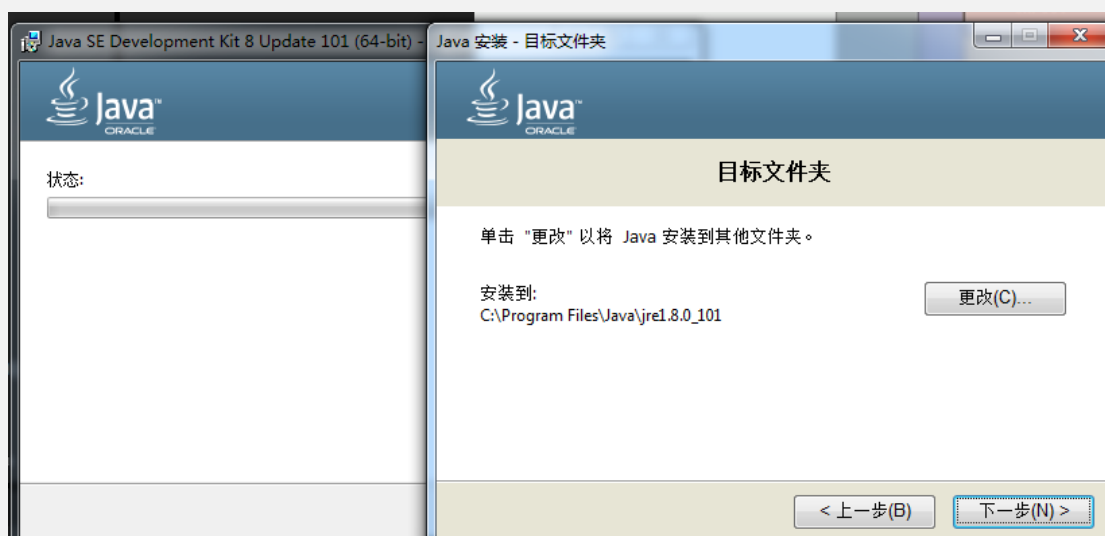 Java SE Development Kit 8 Update 101 (64-bit) -
Java™
ORACLE
状态:
Java 安装 - 目标文件夹
Java™
ORACLE
目标文件夹
单击 "更改" 以将 Java 安装到其他文件夹。
安装到:
更改(C)...
C:\Program Files\Java\jre1.8.0_101
< 上一步(B)
下一步(N) >